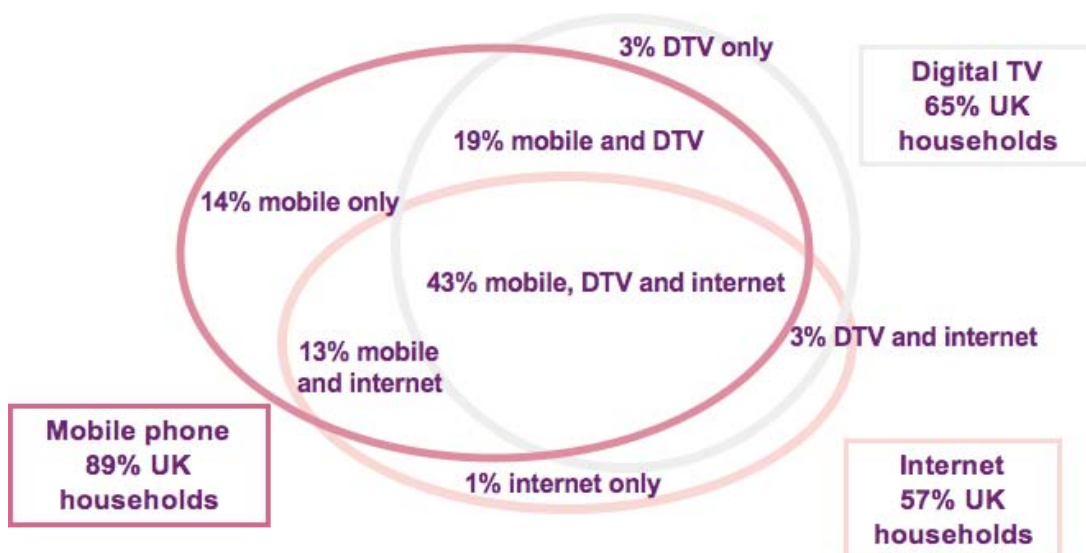 3% DTV only
Digital TV
65% UK
households
19% mobile and DTV
14% mobile only
43% mobile, DTV and internet
3% DTV and internet
13% mobile
and internet
Mobile phone
89% UK
households
1% internet only
Internet
57% UK
households